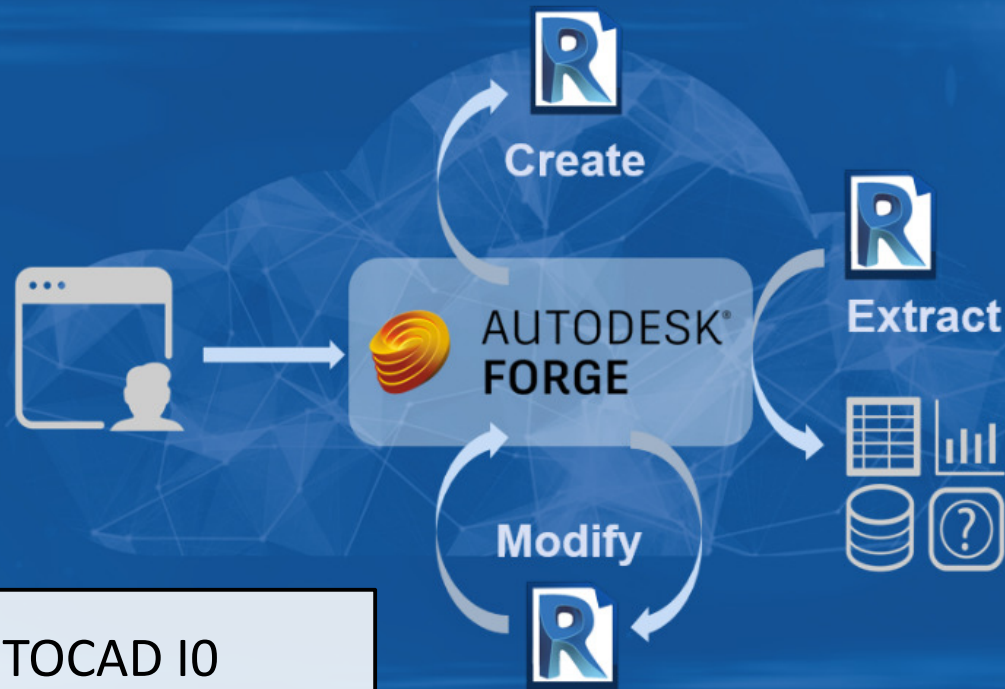 R
Create
R
Extract
AUTODESK®
FORGE
?
Modify
R
TOCAD I0